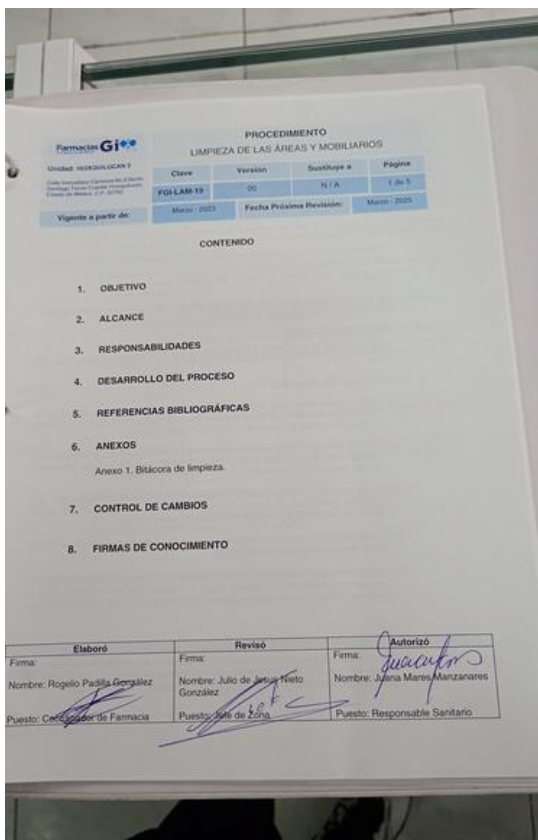 Farmacias Gi
PROCEDIMIENTO
LIMPIEZA DE LAS ÁREAS Y MOBILIARIOS
Unidad: HUIXQUILUCAN 2
Clave Versión Sustituye a Página
FGI-LAM-19 00 N / A 1 de 5
Vigente a partir de: Marzo - 2023 Fecha Próxima Revisión: Marzo - 2025
CONTENIDO
1. OBJETIVO
2. ALCANCE
3. RESPONSABILIDADES
4. DESARROLLO DEL PROCESO
5. REFERENCIAS BIBLIOGRÁFICAS
6. ANEXOS
Anexo 1. Bitácora de limpieza.
7. CONTROL DE CAMBIOS
8. FIRMAS DE CONOCIMIENTO
Elaboró Revisó Autorizó
Firma: Firma: Firma:
Nombre: Rogelio Padilla González Nombre: Julio de Jesus Nieto González Nombre: Juana Mares Manzanares
Puesto: Coordinador de Farmacia Puesto: Jefe de Zona Puesto: Responsable Sanitario